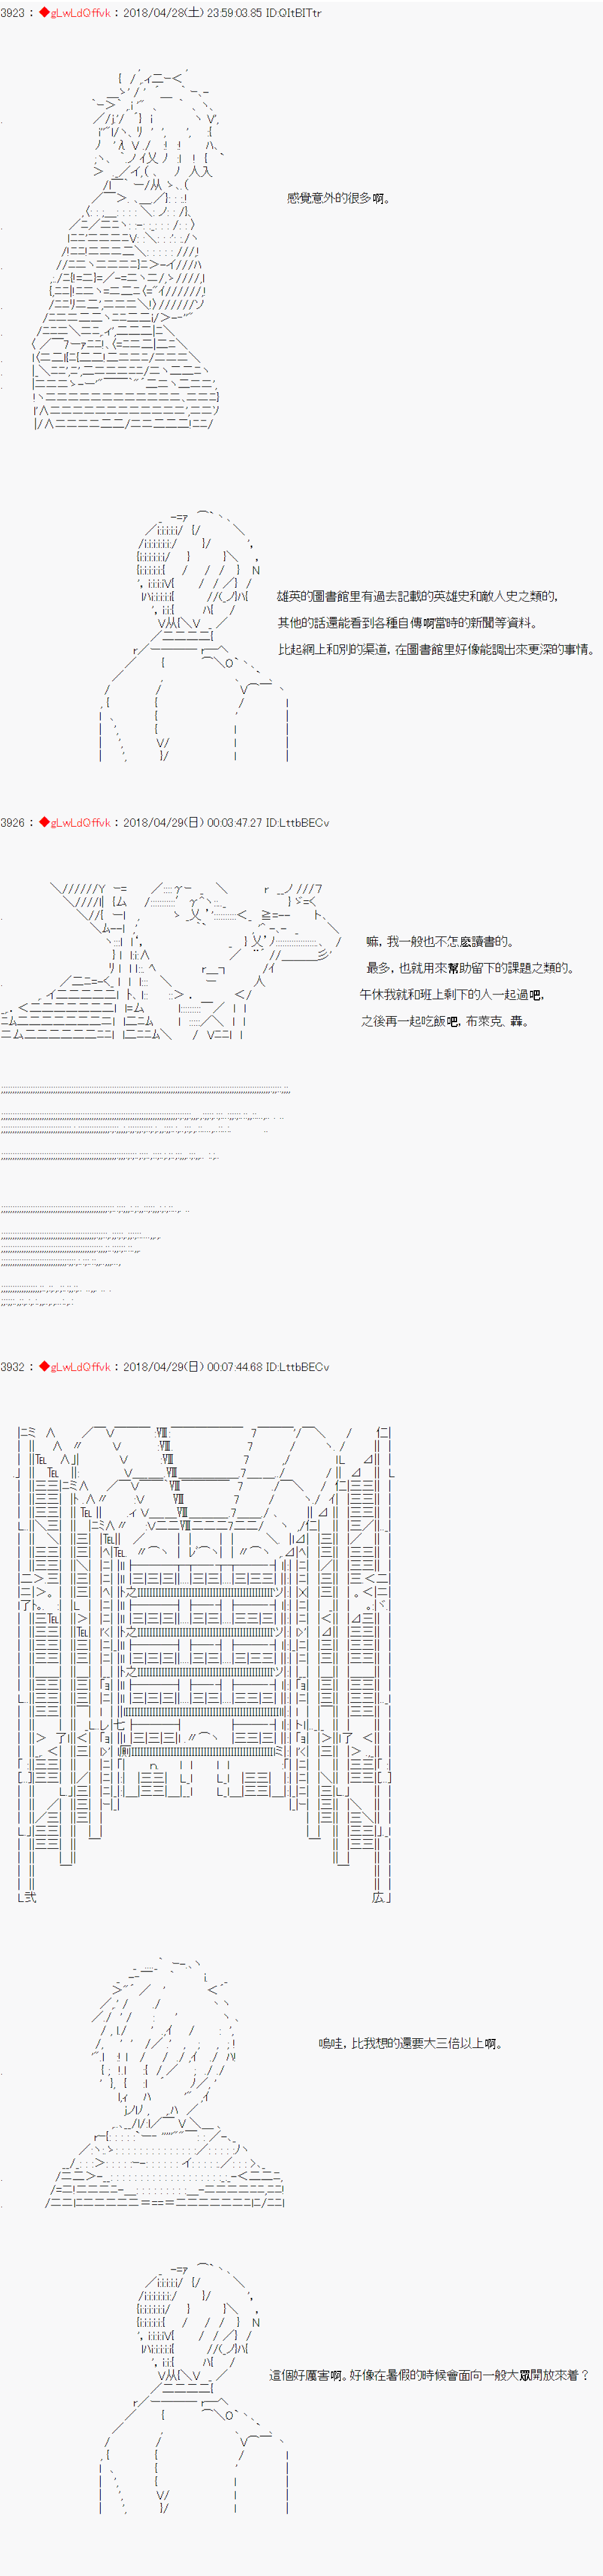 3923 : ◆gLwLdQffvk : 2018/04/28(土) 23:59:03.85 ID:QItBITtr
感覺意外的很多啊。
雄英的圖書館里有過去記載的英雄史和敵人史之類的,
其他的話還能看到各種自傳啊當時的新聞等資料。
比起網上和別的渠道, 在圖書館里好像能調出來更深的事情。
3926 : ◆gLwLdQffvk : 2018/04/29(日) 00:03:47.27 ID:LttbBECv
嘛, 我一般也不怎麽讀書的。
最多, 也就用來幫助留下的課題之類的。
午休我就和班上剩下的人一起過吧,
之後再一起吃飯吧, 布萊克、轟。
3932 : ◆gLwLdQffvk : 2018/04/29(日) 00:07:44.68 ID:LttbBECv
嗚哇, 比我想的還要大三倍以上啊。
這個好厲害啊。好像在暑假的時候會面向一般大眾開放來着？